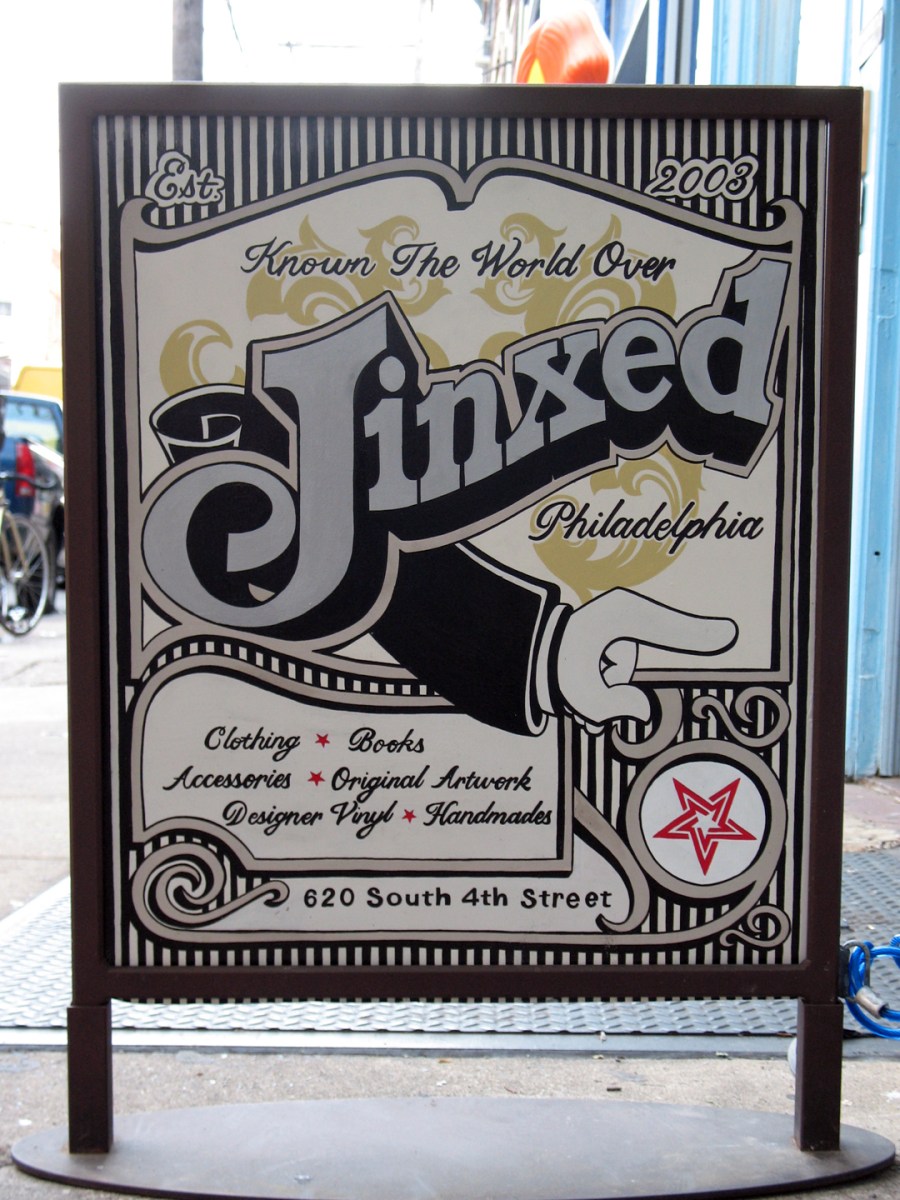 Est. 2003
Known The World Over
Jinxed
Philadelphia
Clothing ★ Books
Accessories ★ Original Artwork
Designer Vinyl ★ Handmades
620 South 4th Street